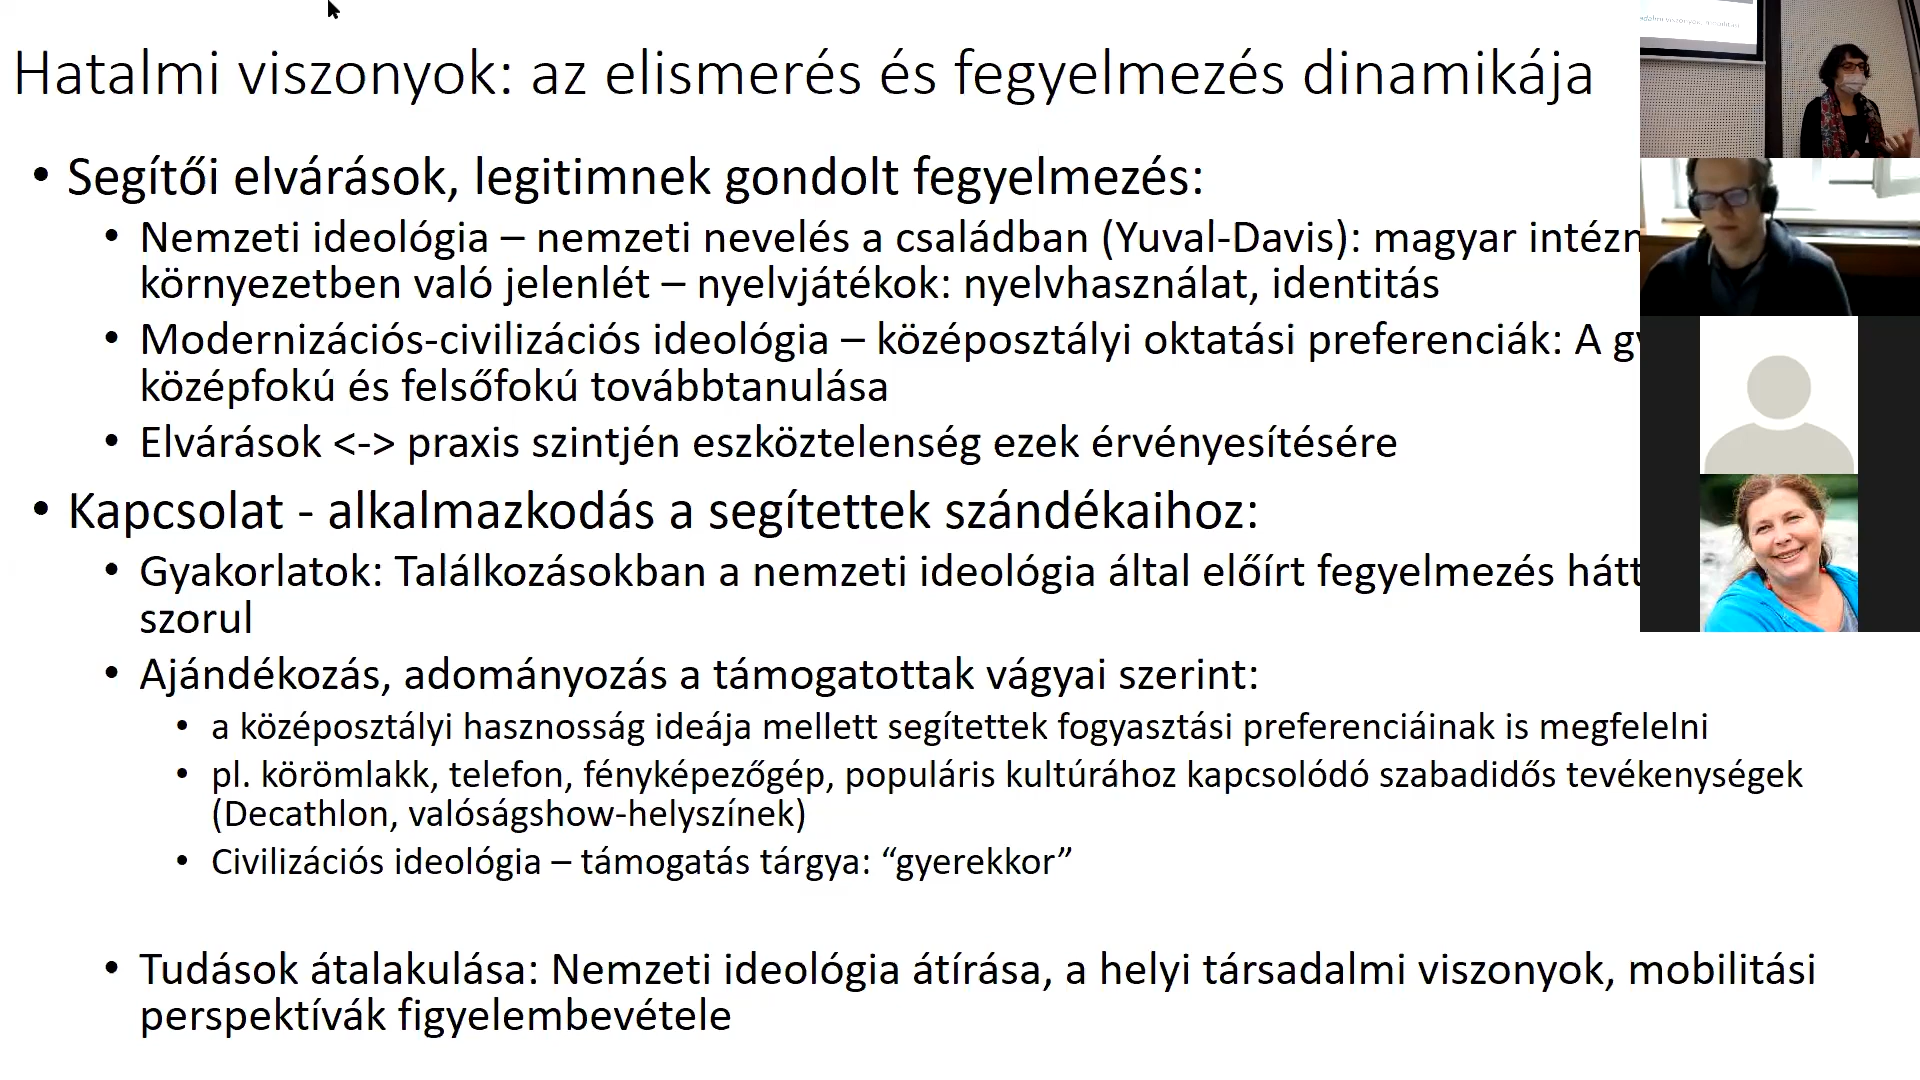 Hatalmi viszonyok: az elismerés és fegyelmezés dinamikája
• Segítői elvárások, legitimnek gondolt fegyelmezés:
• Nemzeti ideológia – nemzeti nevelés a családban (Yuval-Davis): magyar
környezetben való jelenlét – nyelvjátékok: nyelvhasználat, identitás
• Modernizációs-civilizációs ideológia – középosztályi oktatási preferenciák: A
középfokú és felsőfokú továbbtanulása
• Elvárások <-> praxis szintjén eszköztelenség ezek érvényesítésére
• Kapcsolat - alkalmazkodás a segítettek szándékaihoz:
• Gyakorlatok: Találkozásokban a nemzeti ideológia által előírt fegyelmezés
szorul
• Ajándékozás, adományozás a támogatottak vágyai szerint:
• a középosztályi hasznosság ideája mellett segítettek fogyasztási preferenciáinak is megfelelni
• pl. körömlakk, telefon, fényképezőgép, populáris kultúrához kapcsolódó szabadidős tevékenységek
(Decathlon, valóságshow-helyszínek)
• Civilizációs ideológia – támogatás tárgya: “gyerekkor”
• Tudások átalakulása: Nemzeti ideológia átírása, a helyi társadalmi viszonyok, mobilitási
perspektívák figyelembevétele